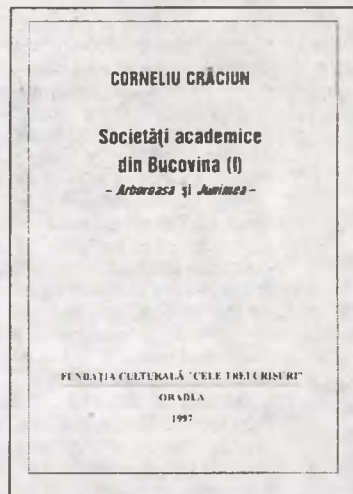 CORNELIU CRĂCIUN
Societăţi academice
din Bucovina (I)
- Arboroasa şi Junimea -
FUNDAŢIA CULTURALĂ "CELE TREI CRIŞURI"
ORADEA
1997